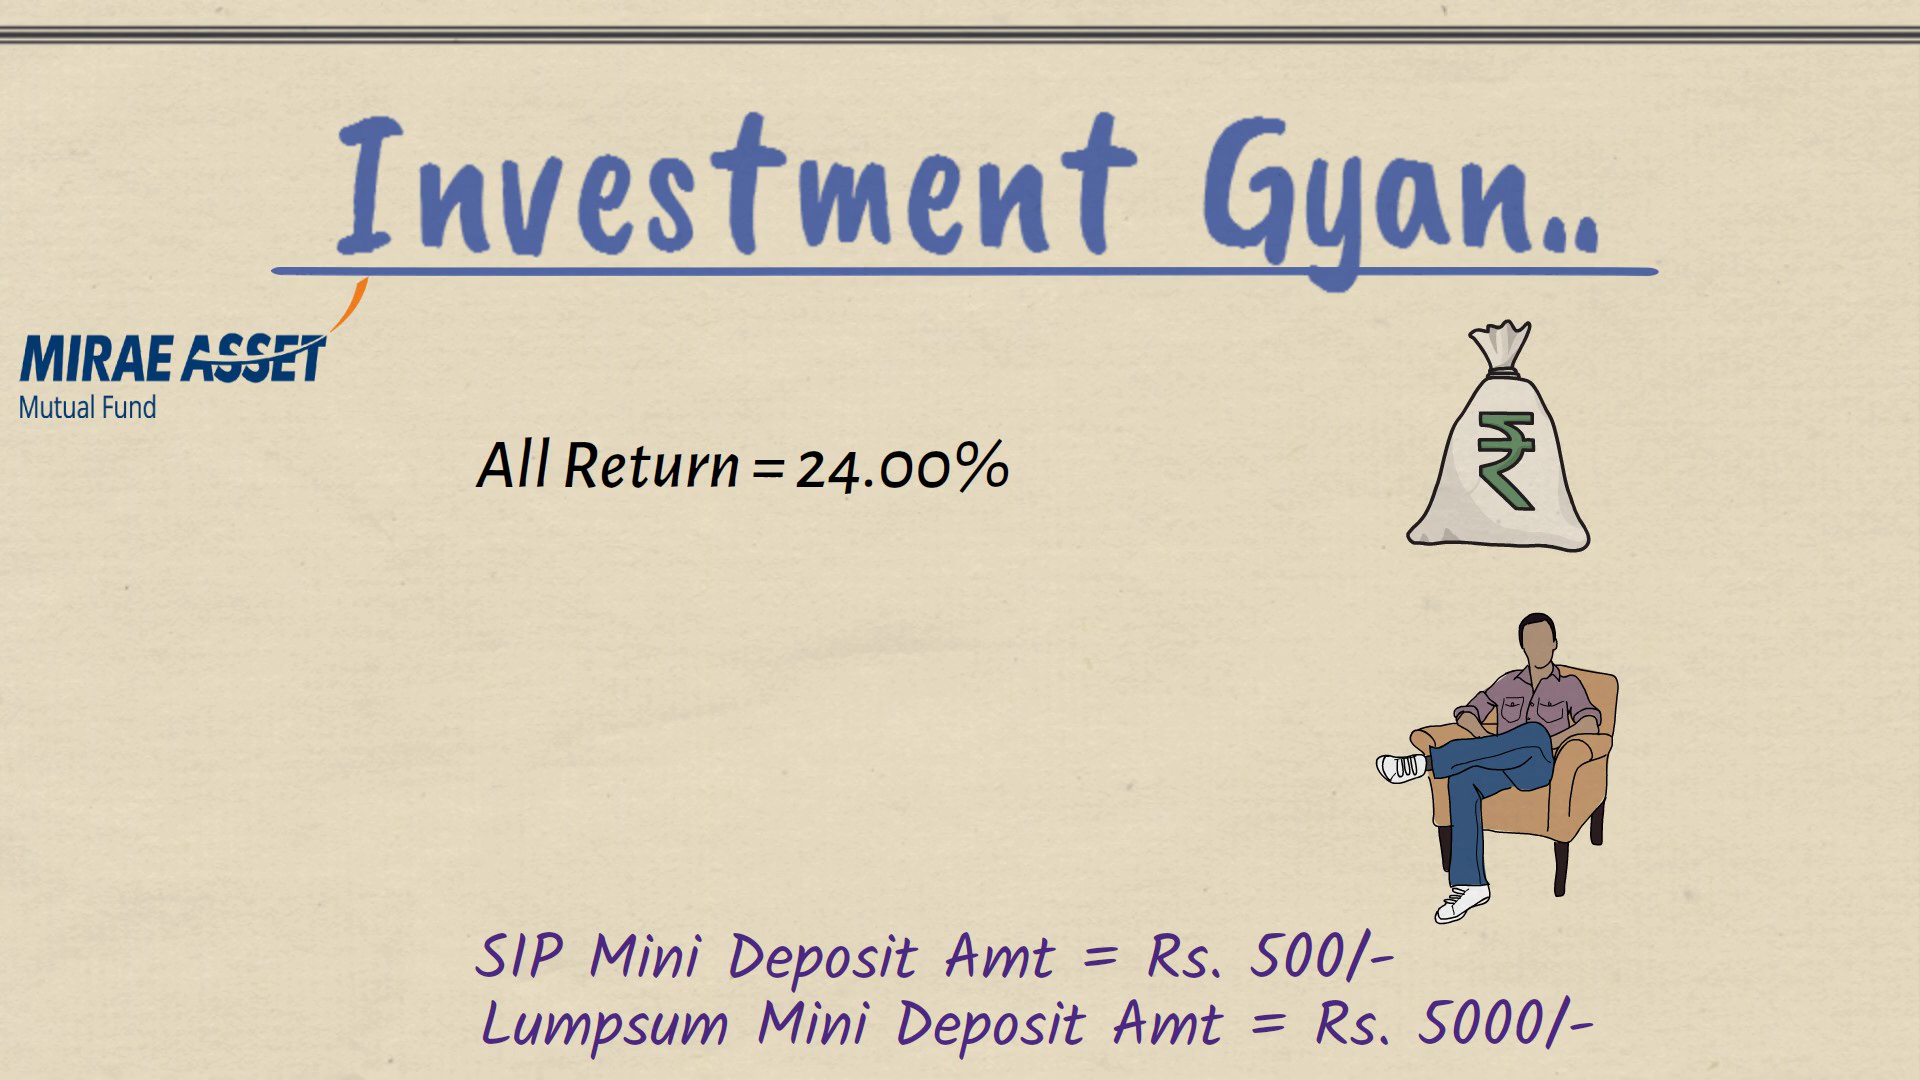 Investment Gyan..
MIRAE ASSET
Mutual Fund
All Return = 24.00%
₹
SIP Mini Deposit Amt = Rs. 500/-
Lumpsum Mini Deposit Amt = Rs. 5000/-